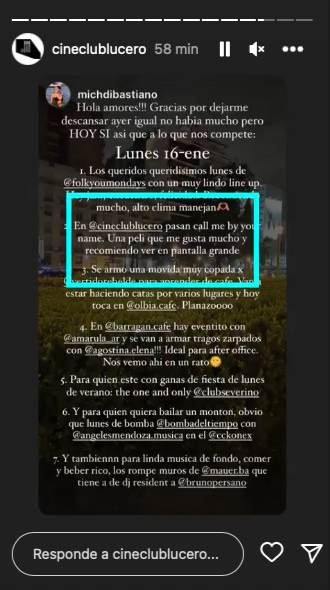 cineclublucero 58 min
michdibastiano
Hola amores!!! Gracias por dejarme
descansar ayer igual no habia mucho pero
HOY SI asi que a lo que nos compete:
Lunes 16-ene
1. Los queridos queridisimos lunes de
@folkyoumondays con un muy lindo line up.
mucho, alto clima manejan🫶🏼
En @cineclublucero pasan call me by your
name. Una peli que me gusta mucho y
recomiendo ver en pantalla grande
3. Se armo una movida muy copada x
@vertidorebelde para aprender de cafe. Van
estar haciendo catas por varios lugares y hoy
toca en @olbia.cafe. Planazoooo
4. En @barragan.cafe hay eventito con
@amarula_ar y se van a armar tragos zarpados
con @agostina.elena!!! Ideal para after office.
Nos vemo ahi en un rato😁
5. Para quien este con ganas de fiesta de lunes
de verano: the one and only @clubseverino
6. Y para quien quiera bailar un monton, obvio
que lunes de bomba @bombadeltiempo con
@angelesmendoza.musica en el @cckonex
7. Y tambiennn para linda musica de fondo, comer
y beber rico, los rompe muros de @mauer.ba que
tiene a de dj resident a @brunopersano
Responde a cineclublucero...